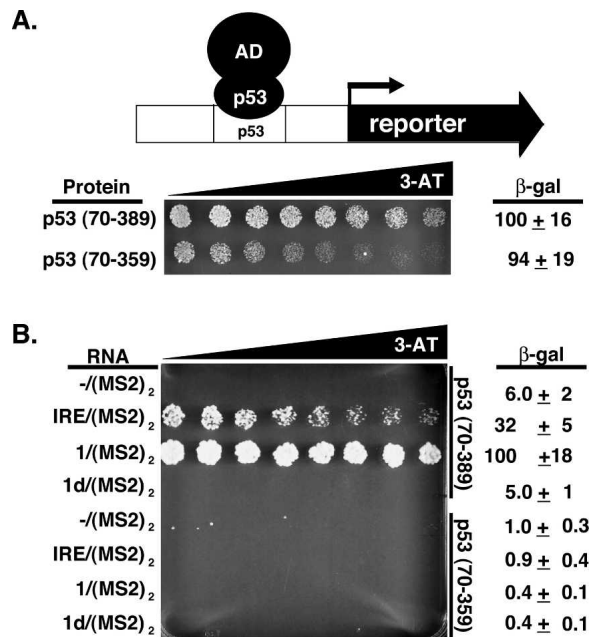 A.
AD
p53
p53
reporter
Protein
3-AT
β-gal
p53 (70-389)
100 ± 16
p53 (70-359)
94 ± 19
B.
RNA
3-AT
β-gal
-/(MS2)₂
6.0 ± 2
IRE/(MS2)₂
32 ± 5
1/(MS2)₂
100 ±18
1d/(MS2)₂
5.0 ± 1
p53 (70-389)
-/(MS2)₂
1.0 ± 0.3
IRE/(MS2)₂
0.9 ± 0.4
1/(MS2)₂
0.4 ± 0.1
1d/(MS2)₂
0.4 ± 0.1
p53 (70-359)